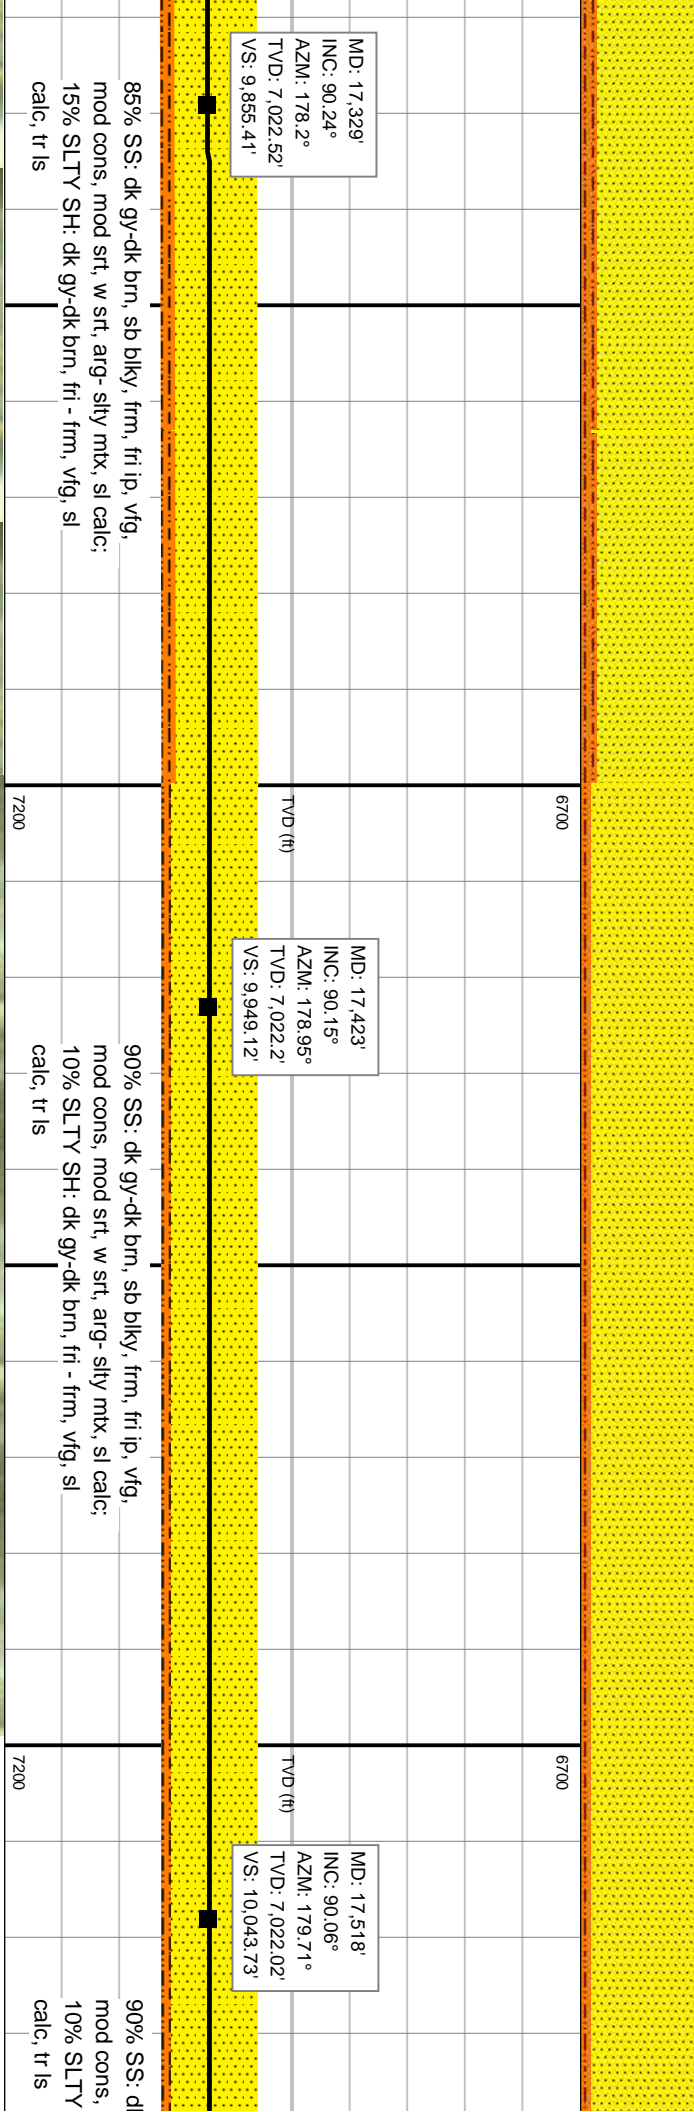 MD: 17,329'
INC: 90.24°
AZM: 178.2°
TVD: 7,022.52'
VS: 9,855.41'
85% SS: dk gy-dk brn, sb blky, frm, fri ip, vfg,
mod cons, mod srt, w srt, arg- slty mtx, sl calc;
15% SLTY SH: dk gy-dk brn, fri - frm, vfg, sl
calc, tr ls
6700
TVD (ft)
7200
MD: 17,423'
INC: 90.15°
AZM: 178.95°
TVD: 7,022.2'
VS: 9,949.12'
90% SS: dk gy-dk brn, sb blky, frm, fri ip, vfg,
mod cons, mod srt, w srt, arg- slty mtx, sl calc;
10% SLTY SH: dk gy-dk brn, fri - frm, vfg, sl
calc, tr ls
6700
TVD (ft)
7200
MD: 17,518'
INC: 90.06°
AZM: 179.71°
TVD: 7,022.02'
VS: 10,043.73'
90% SS:
mod cons,
10% SLTY
calc, tr ls